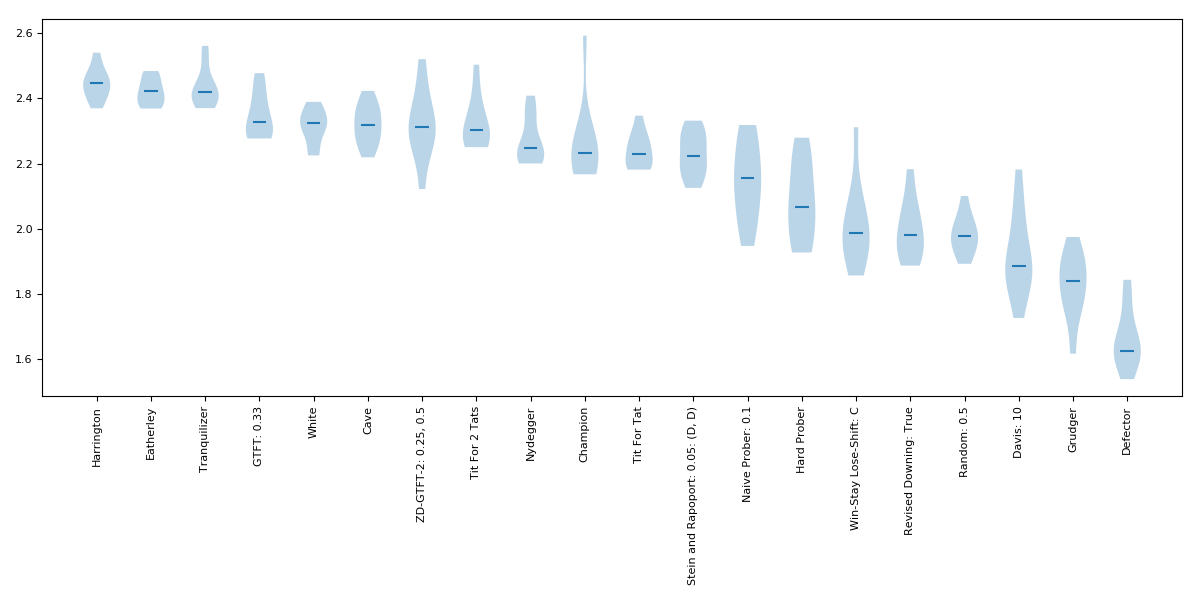 2.6
2.4
2.2
2.0
1.8
1.6
Harrington
Eatherley
Tranquilizer
GTFT: 0.33
White
Cave
ZD-GTFT-2: 0.25, 0.5
Tit For 2 Tats
Nydegger
Champion
Tit For Tat
Stein and Rapoport: 0.05: (D, D)
Naive Prober: 0.1
Hard Prober
Win-Stay Lose-Shift: C
Revised Downing: True
Random: 0.5
Davis: 10
Grudger
Defector